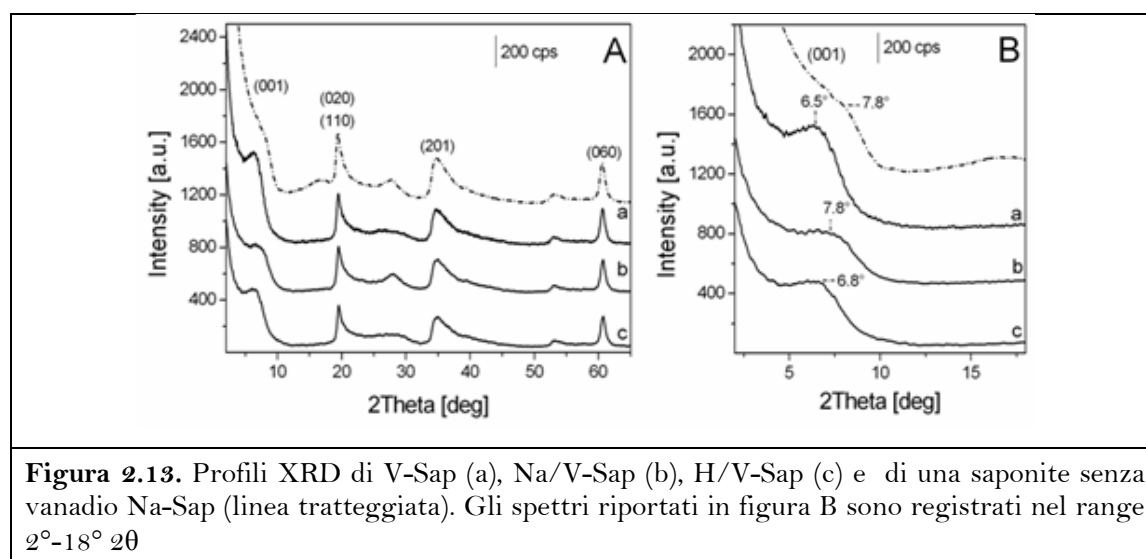 2400
2000
1600
1200
800
400
Intensity [a.u.]
(001)
(020)
(110)
(201)
(060)
200 cps
A
a
b
c
10 20 30 40 50 60
2Theta [deg]
2000
1600
1200
800
400
Intensity [a.u.]
(001)
200 cps
B
6.5°
7.8°
a
7.8°
b
6.8°
c
5 10 15
2Theta [deg]
Figura 2.13. Profili XRD di V-Sap (a), Na/V-Sap (b), H/V-Sap (c) e di una saponite senza
vanadio Na-Sap (linea tratteggiata). Gli spettri riportati in figura B sono registrati nel range
2°-18° 2θ